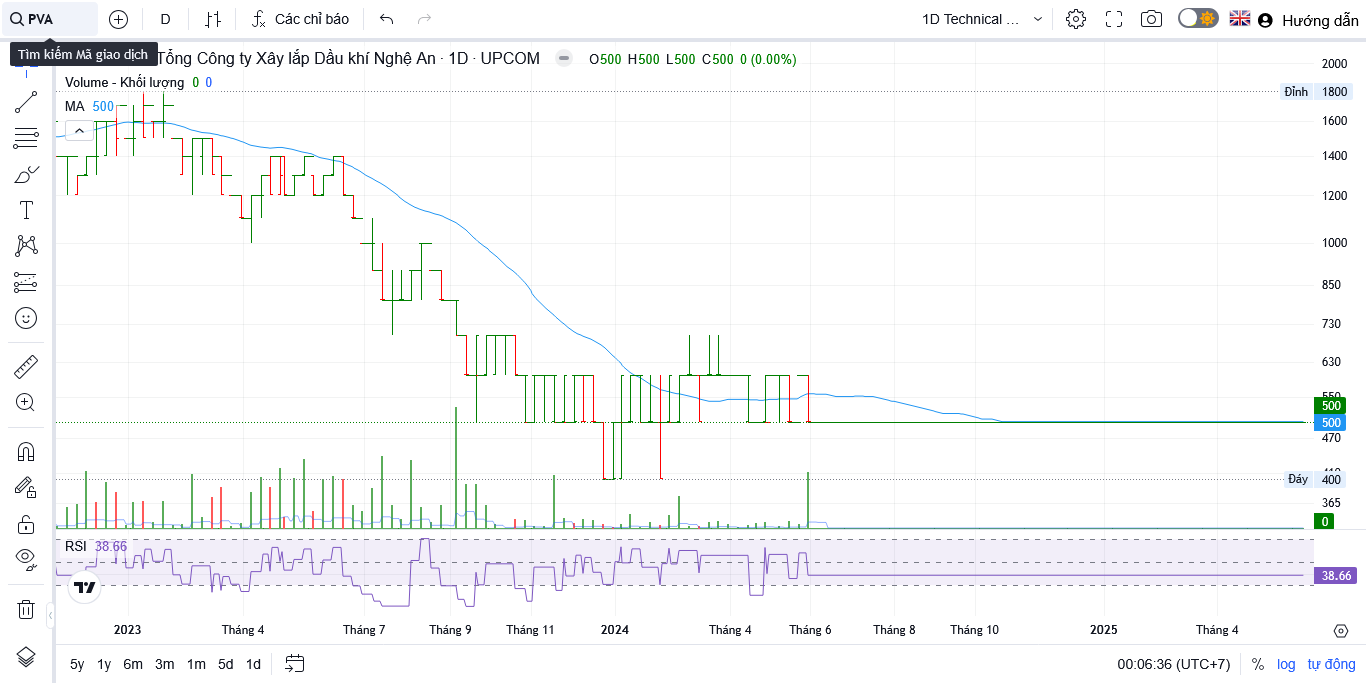 PVA
D
Các chỉ báo
1D Technical ...
Hướng dẫn
Tìm kiếm Mã giao dịch
Tổng Công ty Xây lắp Dầu khí Nghệ An · 1D · UPCOM
O500 H500 L500 C500 0 (0.00%)
Volume - Khối lượng 0 0
MA 500
2000
Đỉnh 1800
1600
1400
1200
1000
850
730
630
550
500
500
470
410
Đáy 400
365
0
RSI 38.66
38.66
2023 Tháng 4 Tháng 7 Tháng 9 Tháng 11 2024 Tháng 4 Tháng 6 Tháng 8 Tháng 10 2025 Tháng 4
5y 1y 6m 3m 1m 5d 1d
00:06:36 (UTC+7) % log tự động